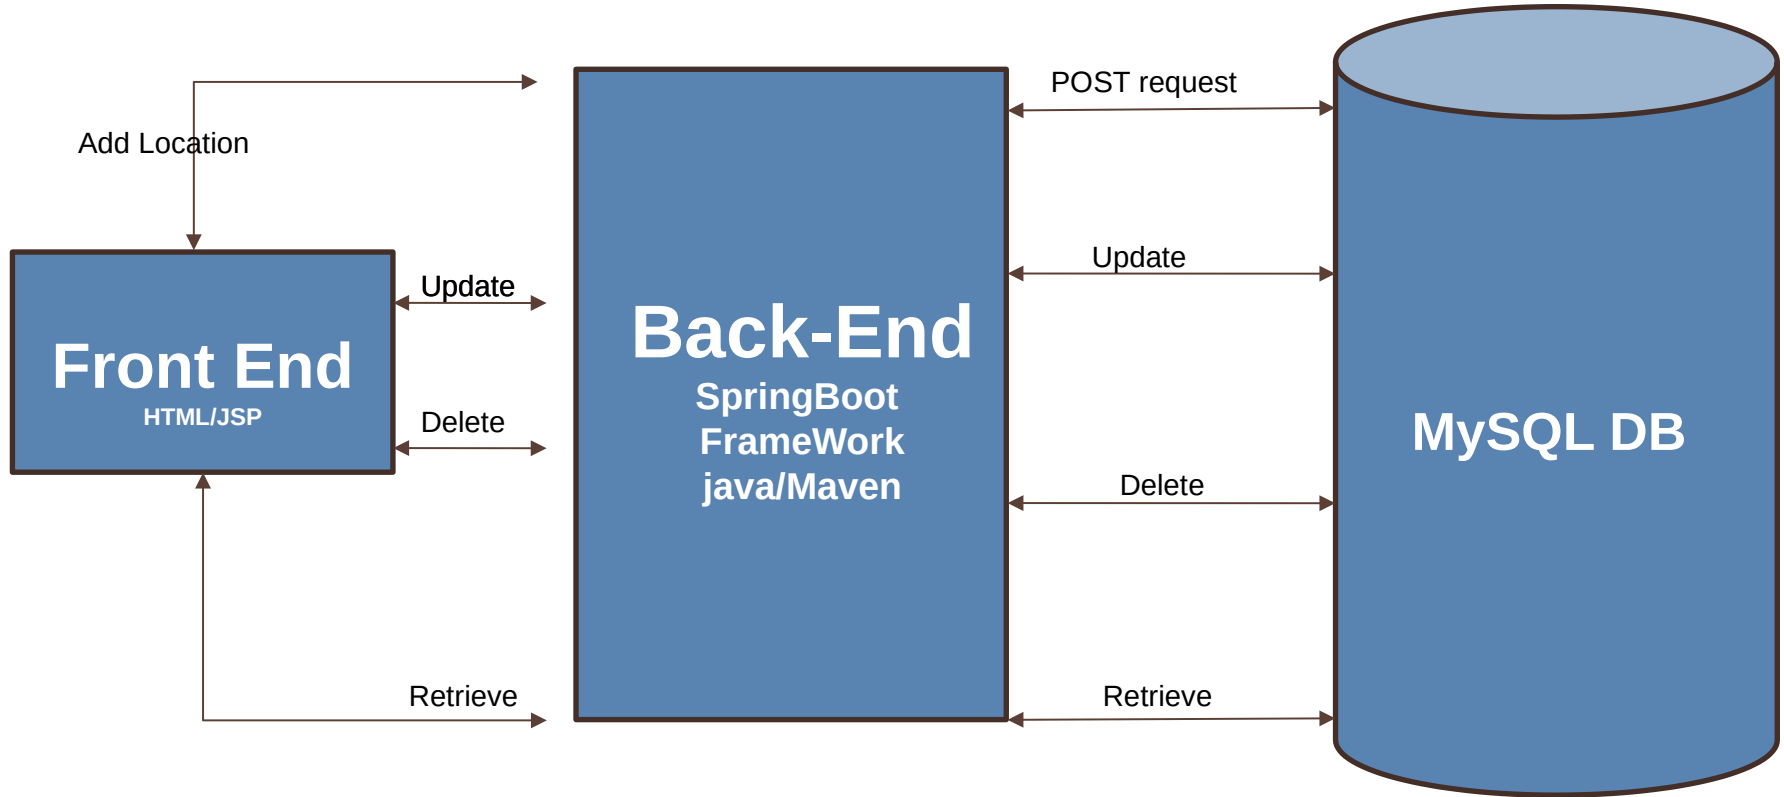 Add Location
Front End
HTML/JSP
Update
Delete
Retrieve
Back-End
SpringBoot
FrameWork
java/Maven
POST request
Update
Delete
Retrieve
MySQL DB